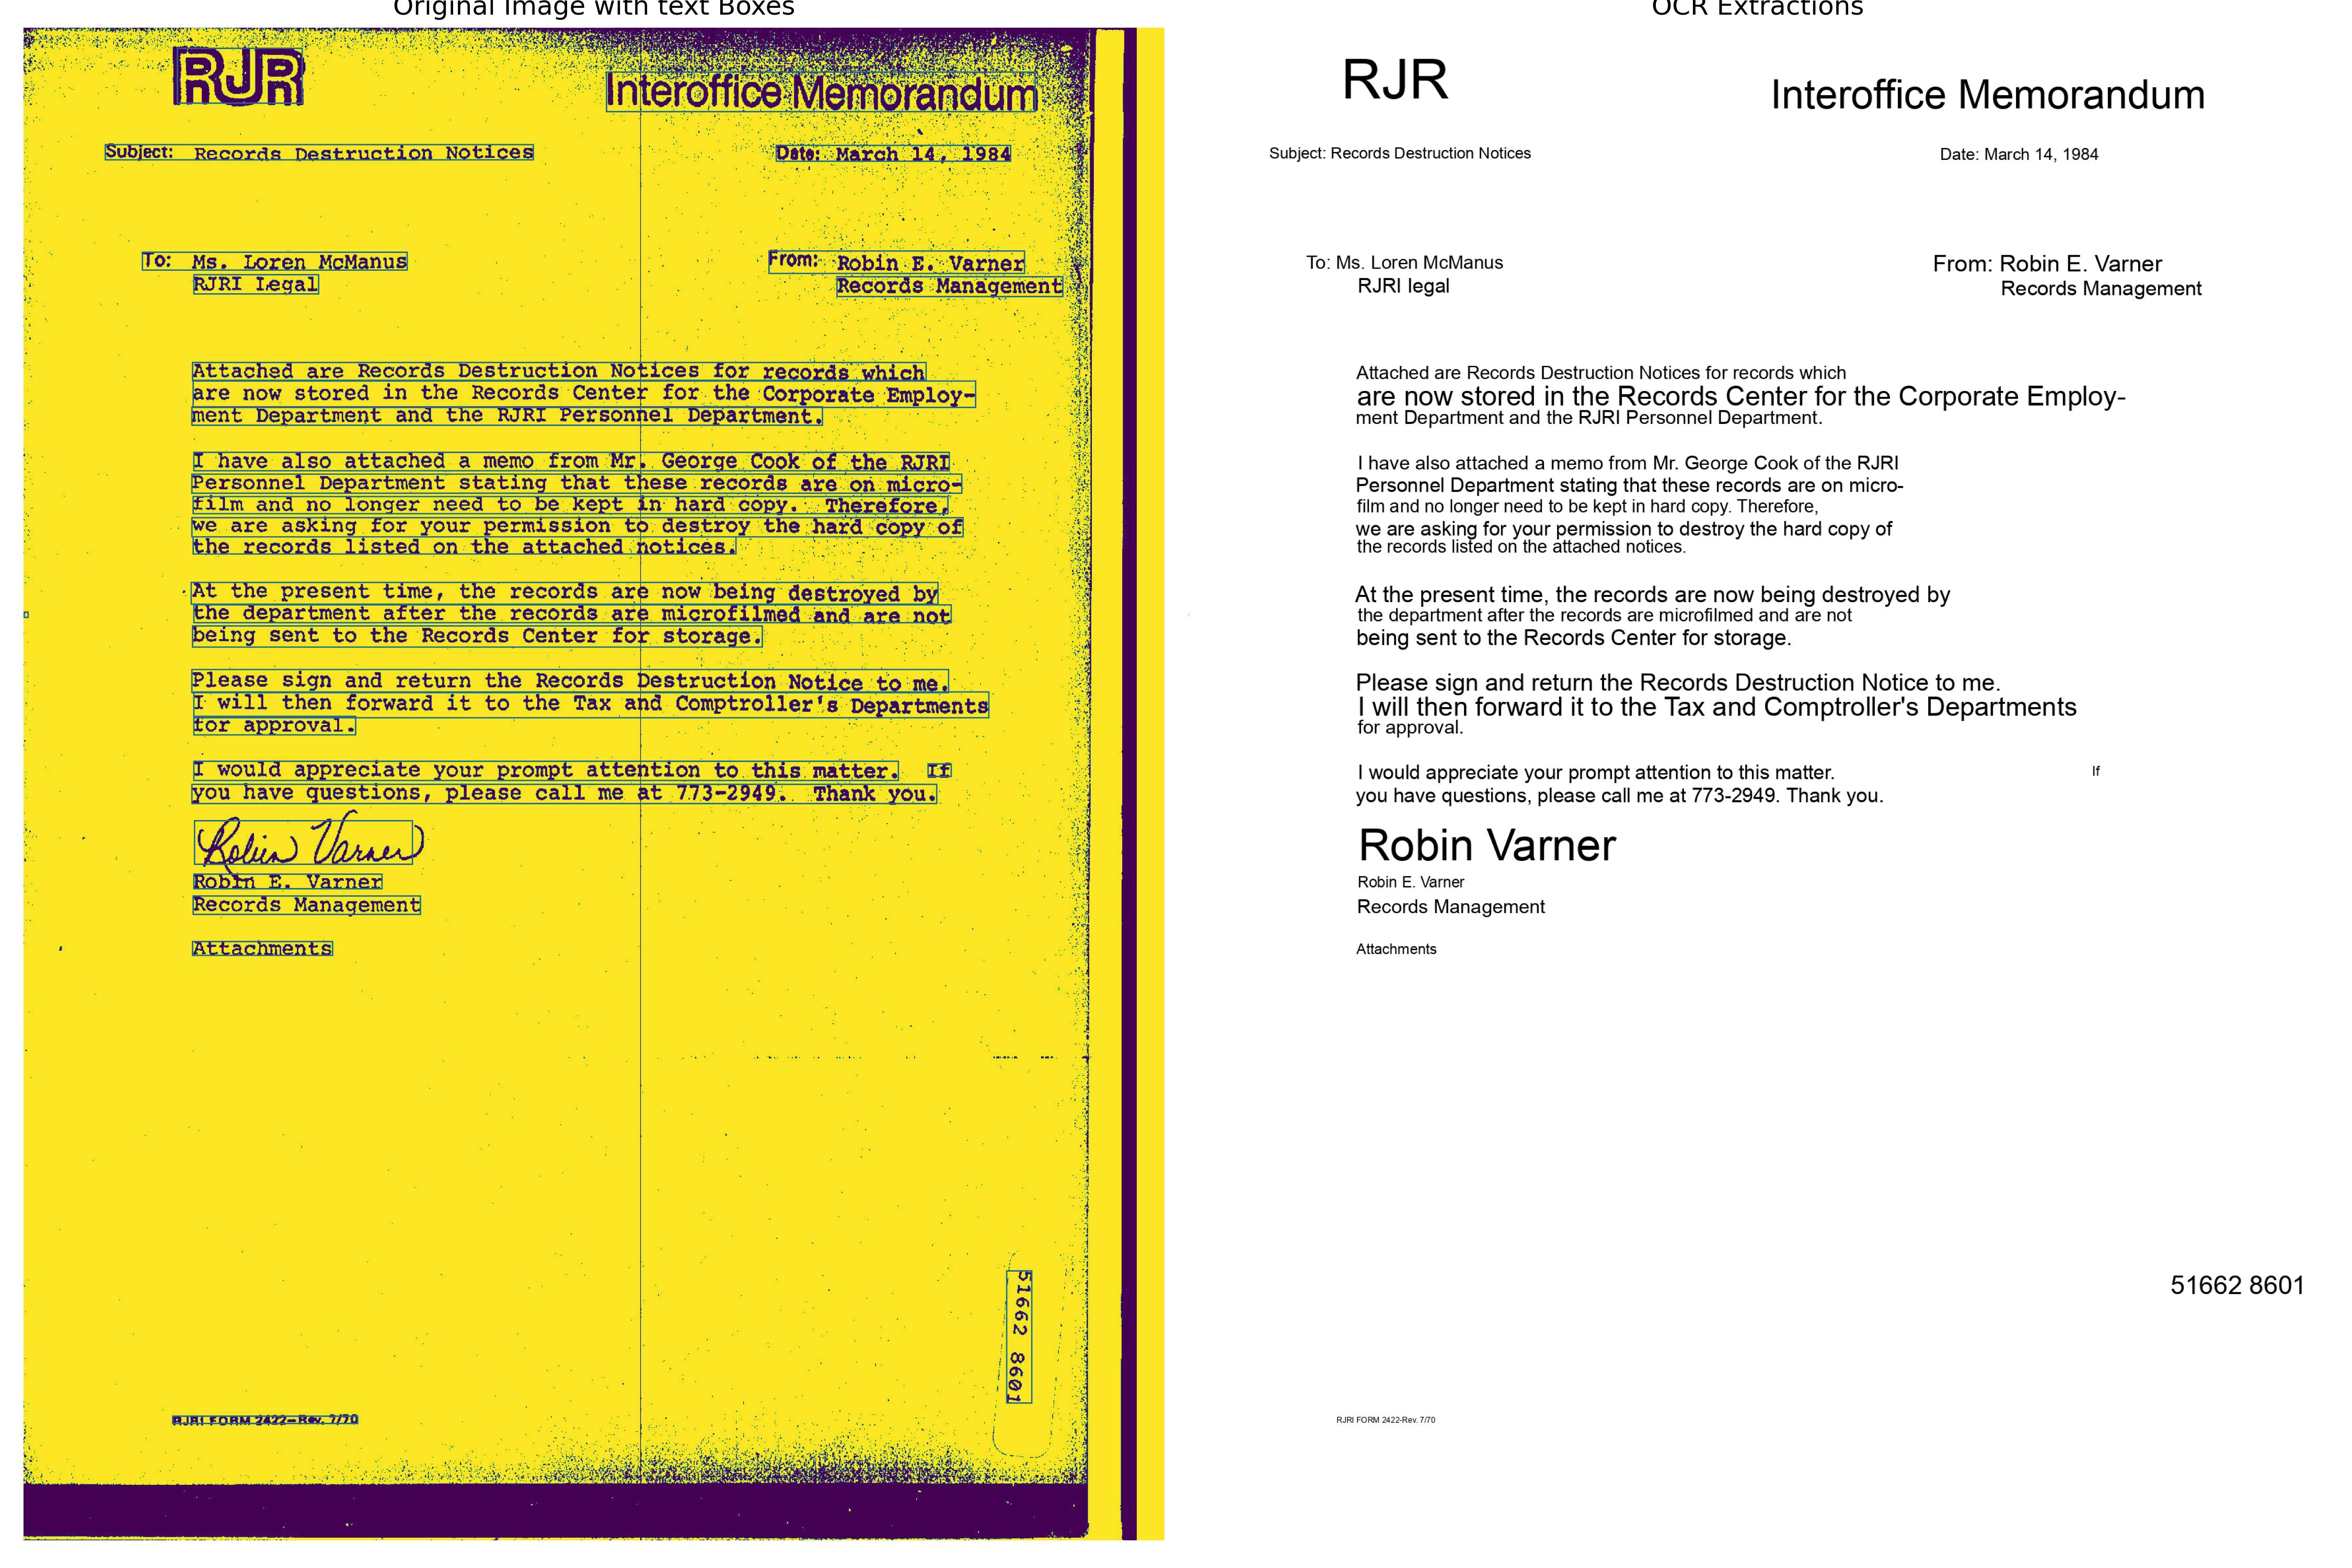 Original Image with text Boxes
RJR
Interoffice Memorandum
Subject: Records Destruction Notices
Date: March 14, 1984
To: Ms. Loren McManus
RJRI Legal
From: Robin E. Varner
Records Management
Attached are Records Destruction Notices for records which
are now stored in the Records Center for the Corporate Employ-
ment Department and the RJRI Personnel Department.
I have also attached a memo from Mr. George Cook of the RJRI
Personnel Department stating that these records are on micro-
film and no longer need to be kept in hard copy. Therefore,
we are asking for your permission to destroy the hard copy of
the records listed on the attached notices.
At the present time, the records are now being destroyed by
the department after the records are microfilmed and are not
being sent to the Records Center for storage.
Please sign and return the Records Destruction Notice to me.
I will then forward it to the Tax and Comptroller's Departments
for approval.
I would appreciate your prompt attention to this matter. If
you have questions, please call me at 773-2949. Thank you.
Robin Varner
Robin E. Varner
Records Management
Attachments
51662 8601
RJRI FORM 2422-Rev. 7/70
OCR Extractions
RJR
Interoffice Memorandum
Subject: Records Destruction Notices
Date: March 14, 1984
To: Ms. Loren McManus
RJRI legal
From: Robin E. Varner
Records Management
Attached are Records Destruction Notices for records which
are now stored in the Records Center for the Corporate Employ-
ment Department and the RJRI Personnel Department.
I have also attached a memo from Mr. George Cook of the RJRI
Personnel Department stating that these records are on micro-
film and no longer need to be kept in hard copy. Therefore,
we are asking for your permission to destroy the hard copy of
the records listed on the attached notices.
At the present time, the records are now being destroyed by
the department after the records are microfilmed and are not
being sent to the Records Center for storage.
Please sign and return the Records Destruction Notice to me.
I will then forward it to the Tax and Comptroller's Departments
for approval.
I would appreciate your prompt attention to this matter. If
you have questions, please call me at 773-2949. Thank you.
Robin Varner
Robin E. Varner
Records Management
Attachments
51662 8601
RJRI FORM 2422-Rev. 7/70